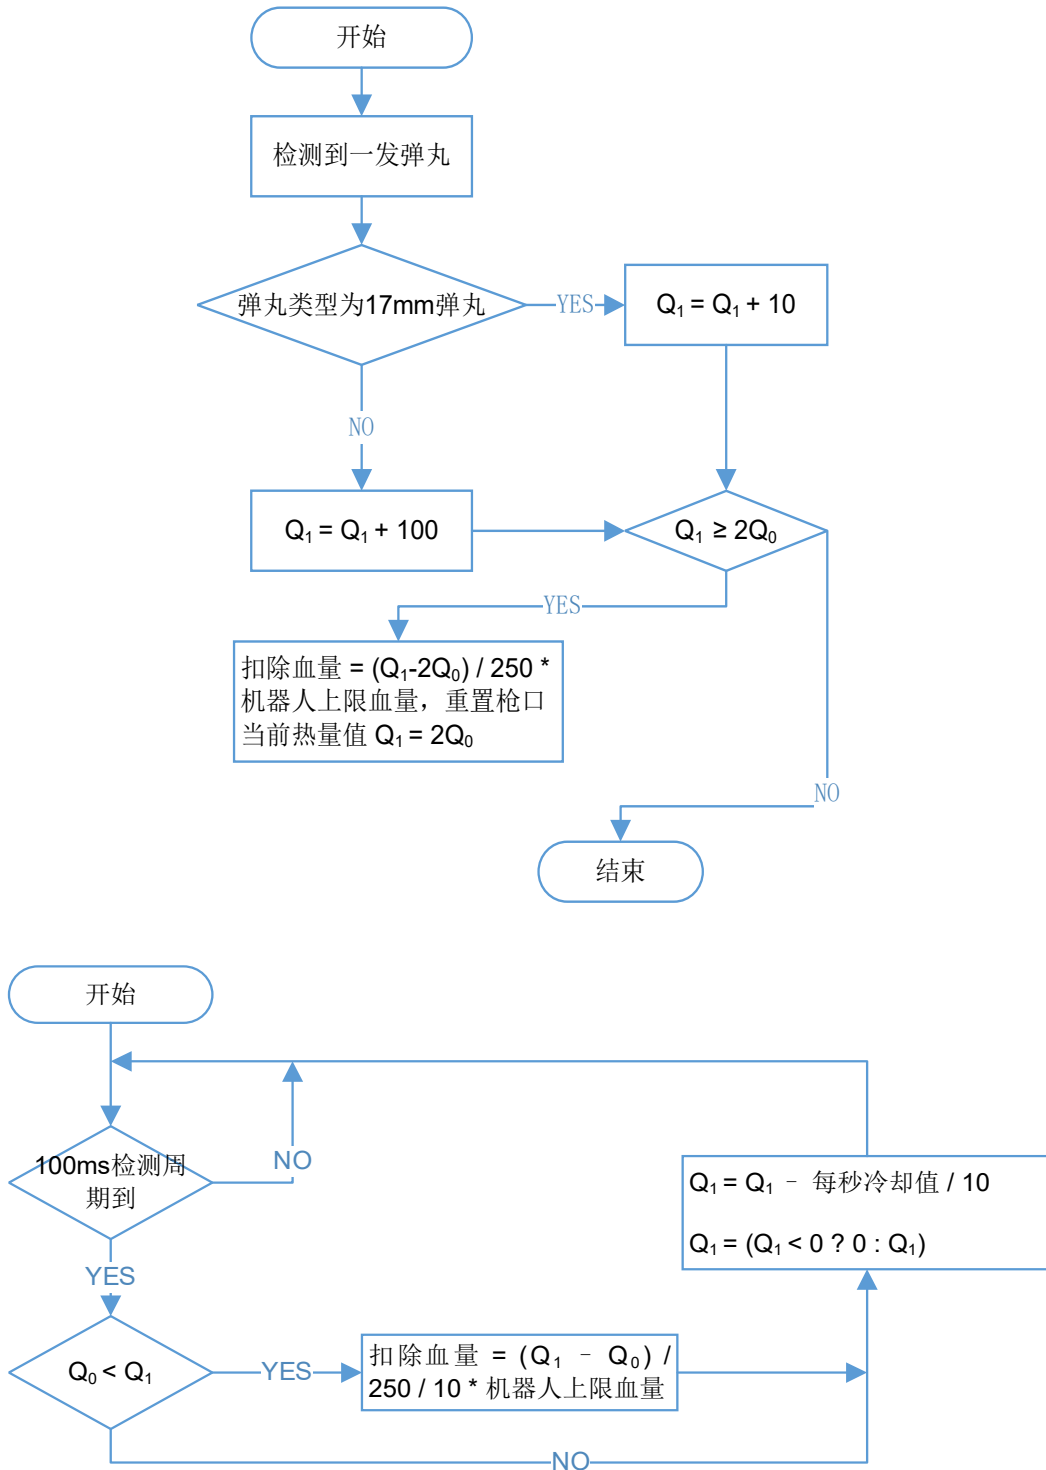 开始
检测到一发弹丸
弹丸类型为17mm弹丸
YES
Q₁ = Q₁ + 10
NO
Q₁ = Q₁ + 100
Q₁ ≥ 2Q₀
YES
扣除血量 = (Q₁-2Q₀) / 250 *
机器人上限血量，重置枪口
当前热量值 Q₁ = 2Q₀
NO
结束
开始
100ms检测周
期到
NO
YES
Q₀ < Q₁
YES
扣除血量 = (Q₁ – Q₀) /
250 / 10 * 机器人上限血量
Q₁ = Q₁ – 每秒冷却值 / 10
Q₁ = (Q₁ < 0 ? 0 : Q₁)
NO